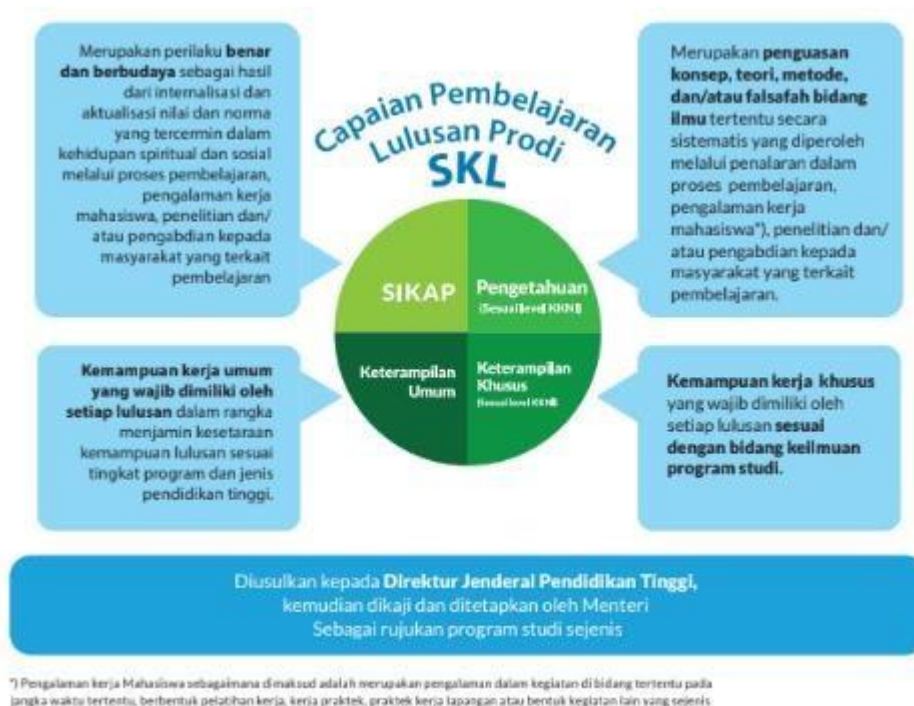 Merupakan perilaku benar
dan berbudaya sebagai hasil
dari internalisasi dan
aktualisasi nilai dan norma
yang tercermin dalam
kehidupan spiritual dan sosial
melalui proses pembelajaran,
pengalaman kerja
mahasiswa, penelitian dan/
atau pengabdian kepada
masyarakat yang terkait
pembelajaran
Capaian Pembelajaran
Lulusan Prodi
SKL
Merupakan penguasan
konsep, teori, metode,
dan/atau falsafah bidang
ilmu tertentu secara
sistematis yang diperoleh
melalui penalaran dalam
proses pembelajaran,
pengalaman kerja
mahasiswa*), penelitian dan/
atau pengabdian kepada
masyarakat yang terkait
pembelajaran.
SIKAP
Pengetahuan
(Sesuai level KKNI)
Keterampilan
Umum
Keterampilan
Khusus
(Sesuai level KKNI)
Kemampuan kerja umum
yang wajib dimiliki oleh
setiap lulusan dalam rangka
menjamin kesetaraan
kemampuan lulusan sesuai
tingkat program dan jenis
pendidikan tinggi.
Kemampuan kerja khusus
yang wajib dimiliki oleh
setiap lulusan sesuai
dengan bidang keilmuan
program studi.
Diusulkan kepada Direktur Jenderal Pendidikan Tinggi,
kemudian dikaji dan ditetapkan oleh Menteri
Sebagai rujukan program studi sejenis
*) Pengalaman kerja Mahasiswa sebagaimana dimaksud adalah merupakan pengalaman dalam kegiatan di bidang tertentu pada
jangka waktu tertentu, berbentuk pelatihan kerja, kerja praktek, praktek kerja lapangan atau bentuk kegiatan lain yang sejenis